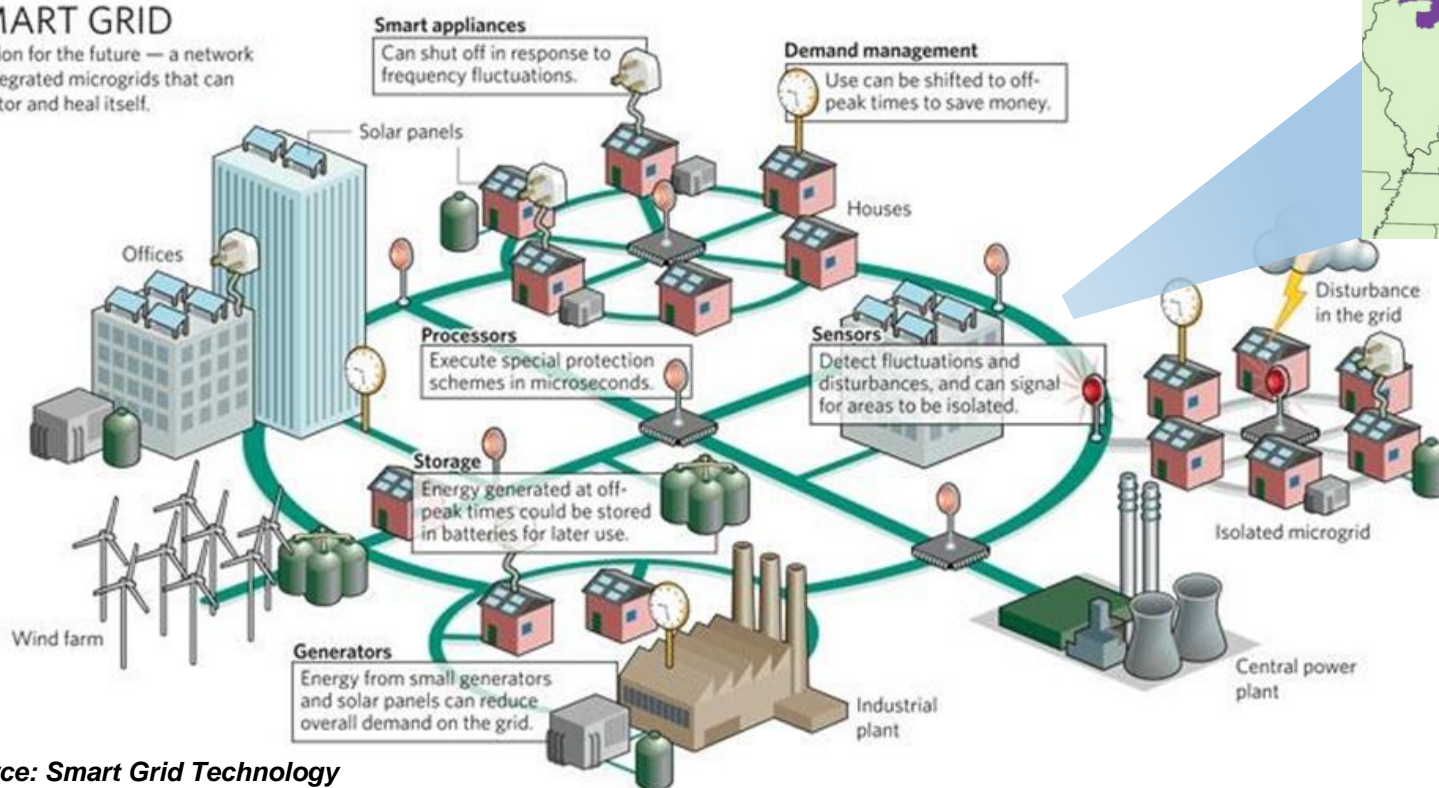 MART GRID
ion for the future — a network
tegrated microgrids that can
tor and heal itself.
Smart appliances
Can shut off in response to
frequency fluctuations.
Demand management
Use can be shifted to off-
peak times to save money.
Solar panels
Houses
Offices
Disturbance
in the grid
Processors
Execute special protection
schemes in microseconds.
Sensors
Detect fluctuations and
disturbances, and can signal
for areas to be isolated.
Storage
Energy generated at off-
peak times could be stored
in batteries for later use.
Isolated microgrid
Wind farm
Generators
Energy from small generators
and solar panels can reduce
overall demand on the grid.
Industrial
plant
Central power
plant
rce: Smart Grid Technology